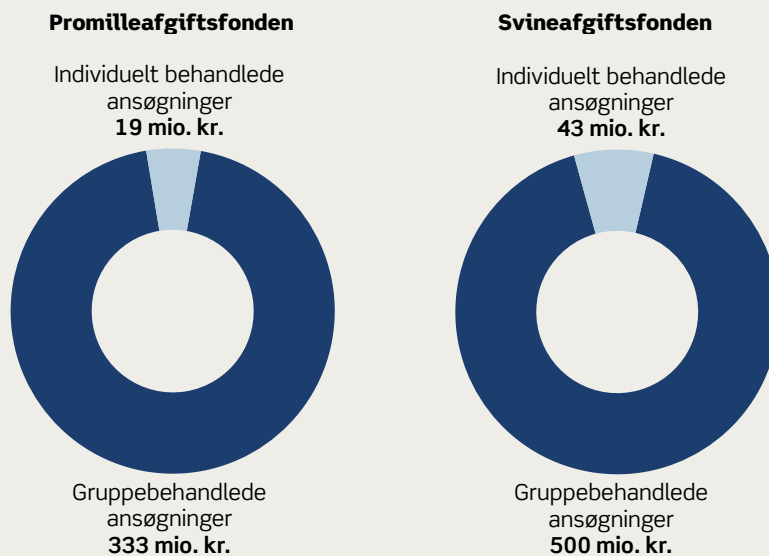 Promilleafgiftsfonden
Individuelt behandlede
ansøgninger
19 mio. kr.
Gruppebehandlede
ansøgninger
333 mio. kr.
Svineafgiftsfonden
Individuelt behandlede
ansøgninger
43 mio. kr.
Gruppebehandlede
ansøgninger
500 mio. kr.